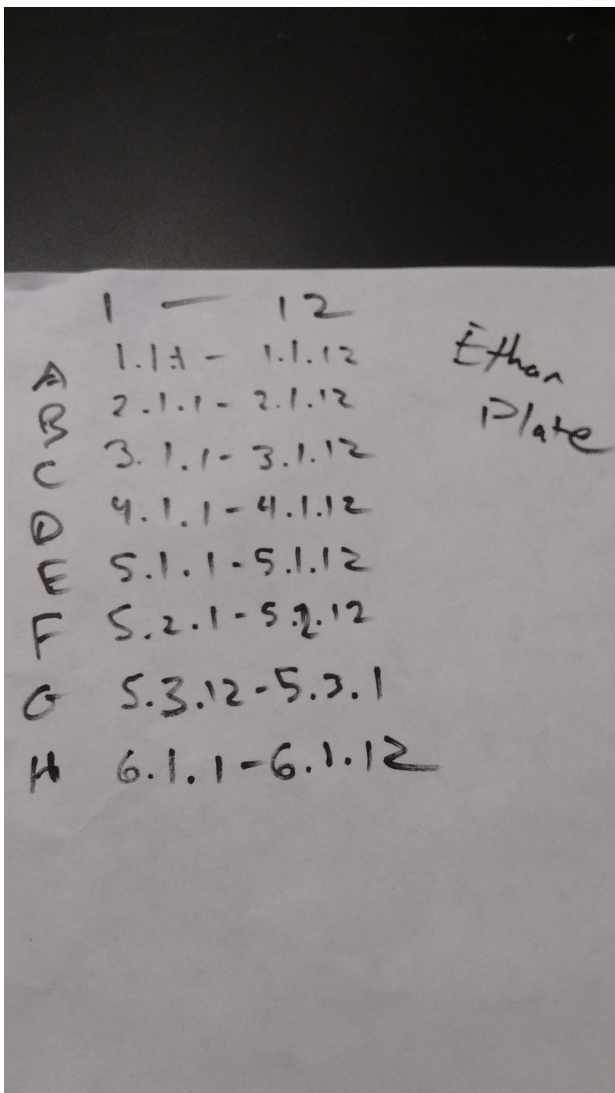 1 — 12
Ethan
Plate
A 1.1.1 - 1.1.12
B 2.1.1 - 2.1.12
C 3.1.1 - 3.1.12
D 4.1.1 - 4.1.12
E 5.1.1 - 5.1.12
F 5.2.1 - 5.2.12
G 5.3.12 - 5.3.1
H 6.1.1 - 6.1.12